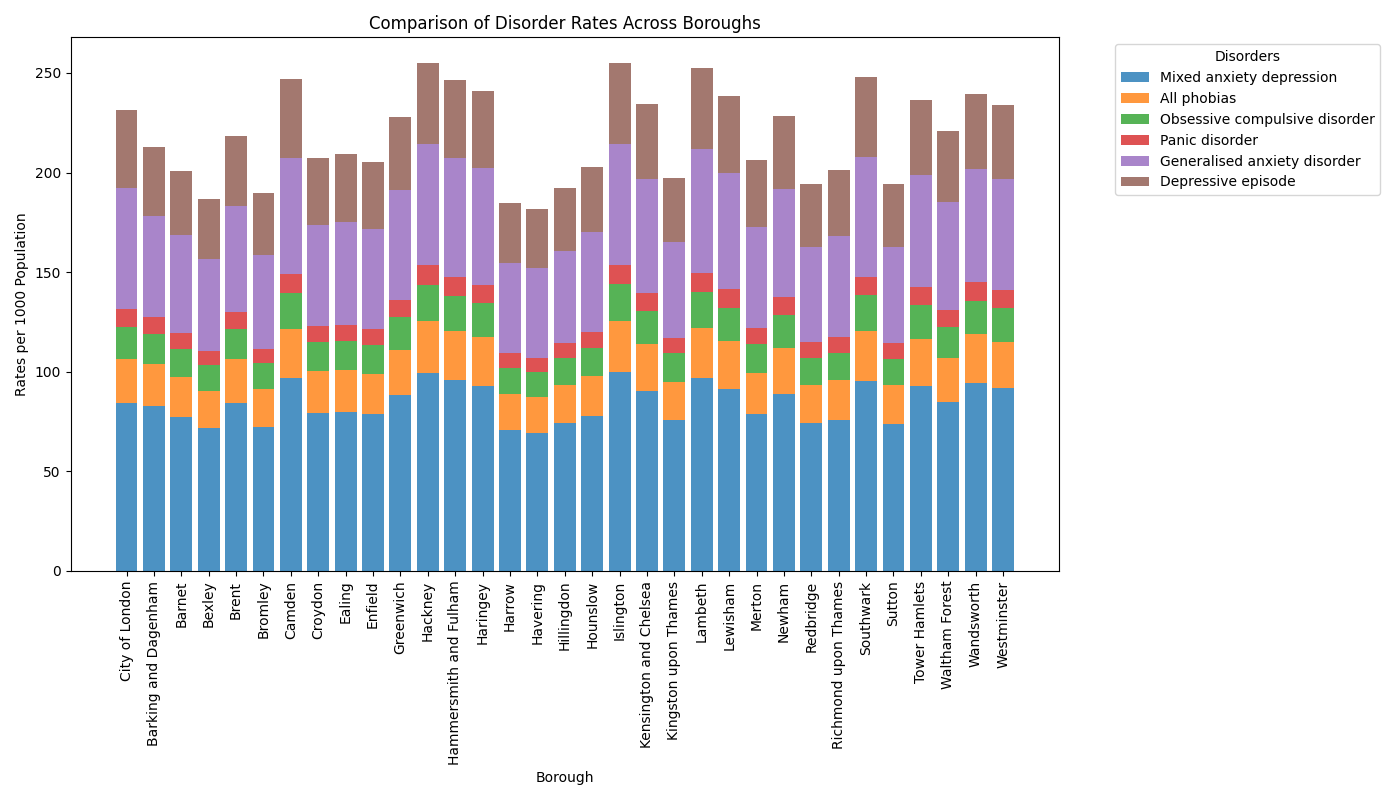 Comparison of Disorder Rates Across Boroughs
Disorders
Mixed anxiety depression
All phobias
Obsessive compulsive disorder
Panic disorder
Generalised anxiety disorder
Depressive episode
Rates per 1000 Population
250
200
150
100
50
0
City of London
Barking and Dagenham
Barnet
Bexley
Brent
Bromley
Camden
Croydon
Ealing
Enfield
Greenwich
Hackney
Hammersmith and Fulham
Haringey
Harrow
Havering
Hillingdon
Hounslow
Islington
Kensington and Chelsea
Kingston upon Thames
Lambeth
Lewisham
Merton
Newham
Redbridge
Richmond upon Thames
Southwark
Sutton
Tower Hamlets
Waltham Forest
Wandsworth
Westminster
Borough